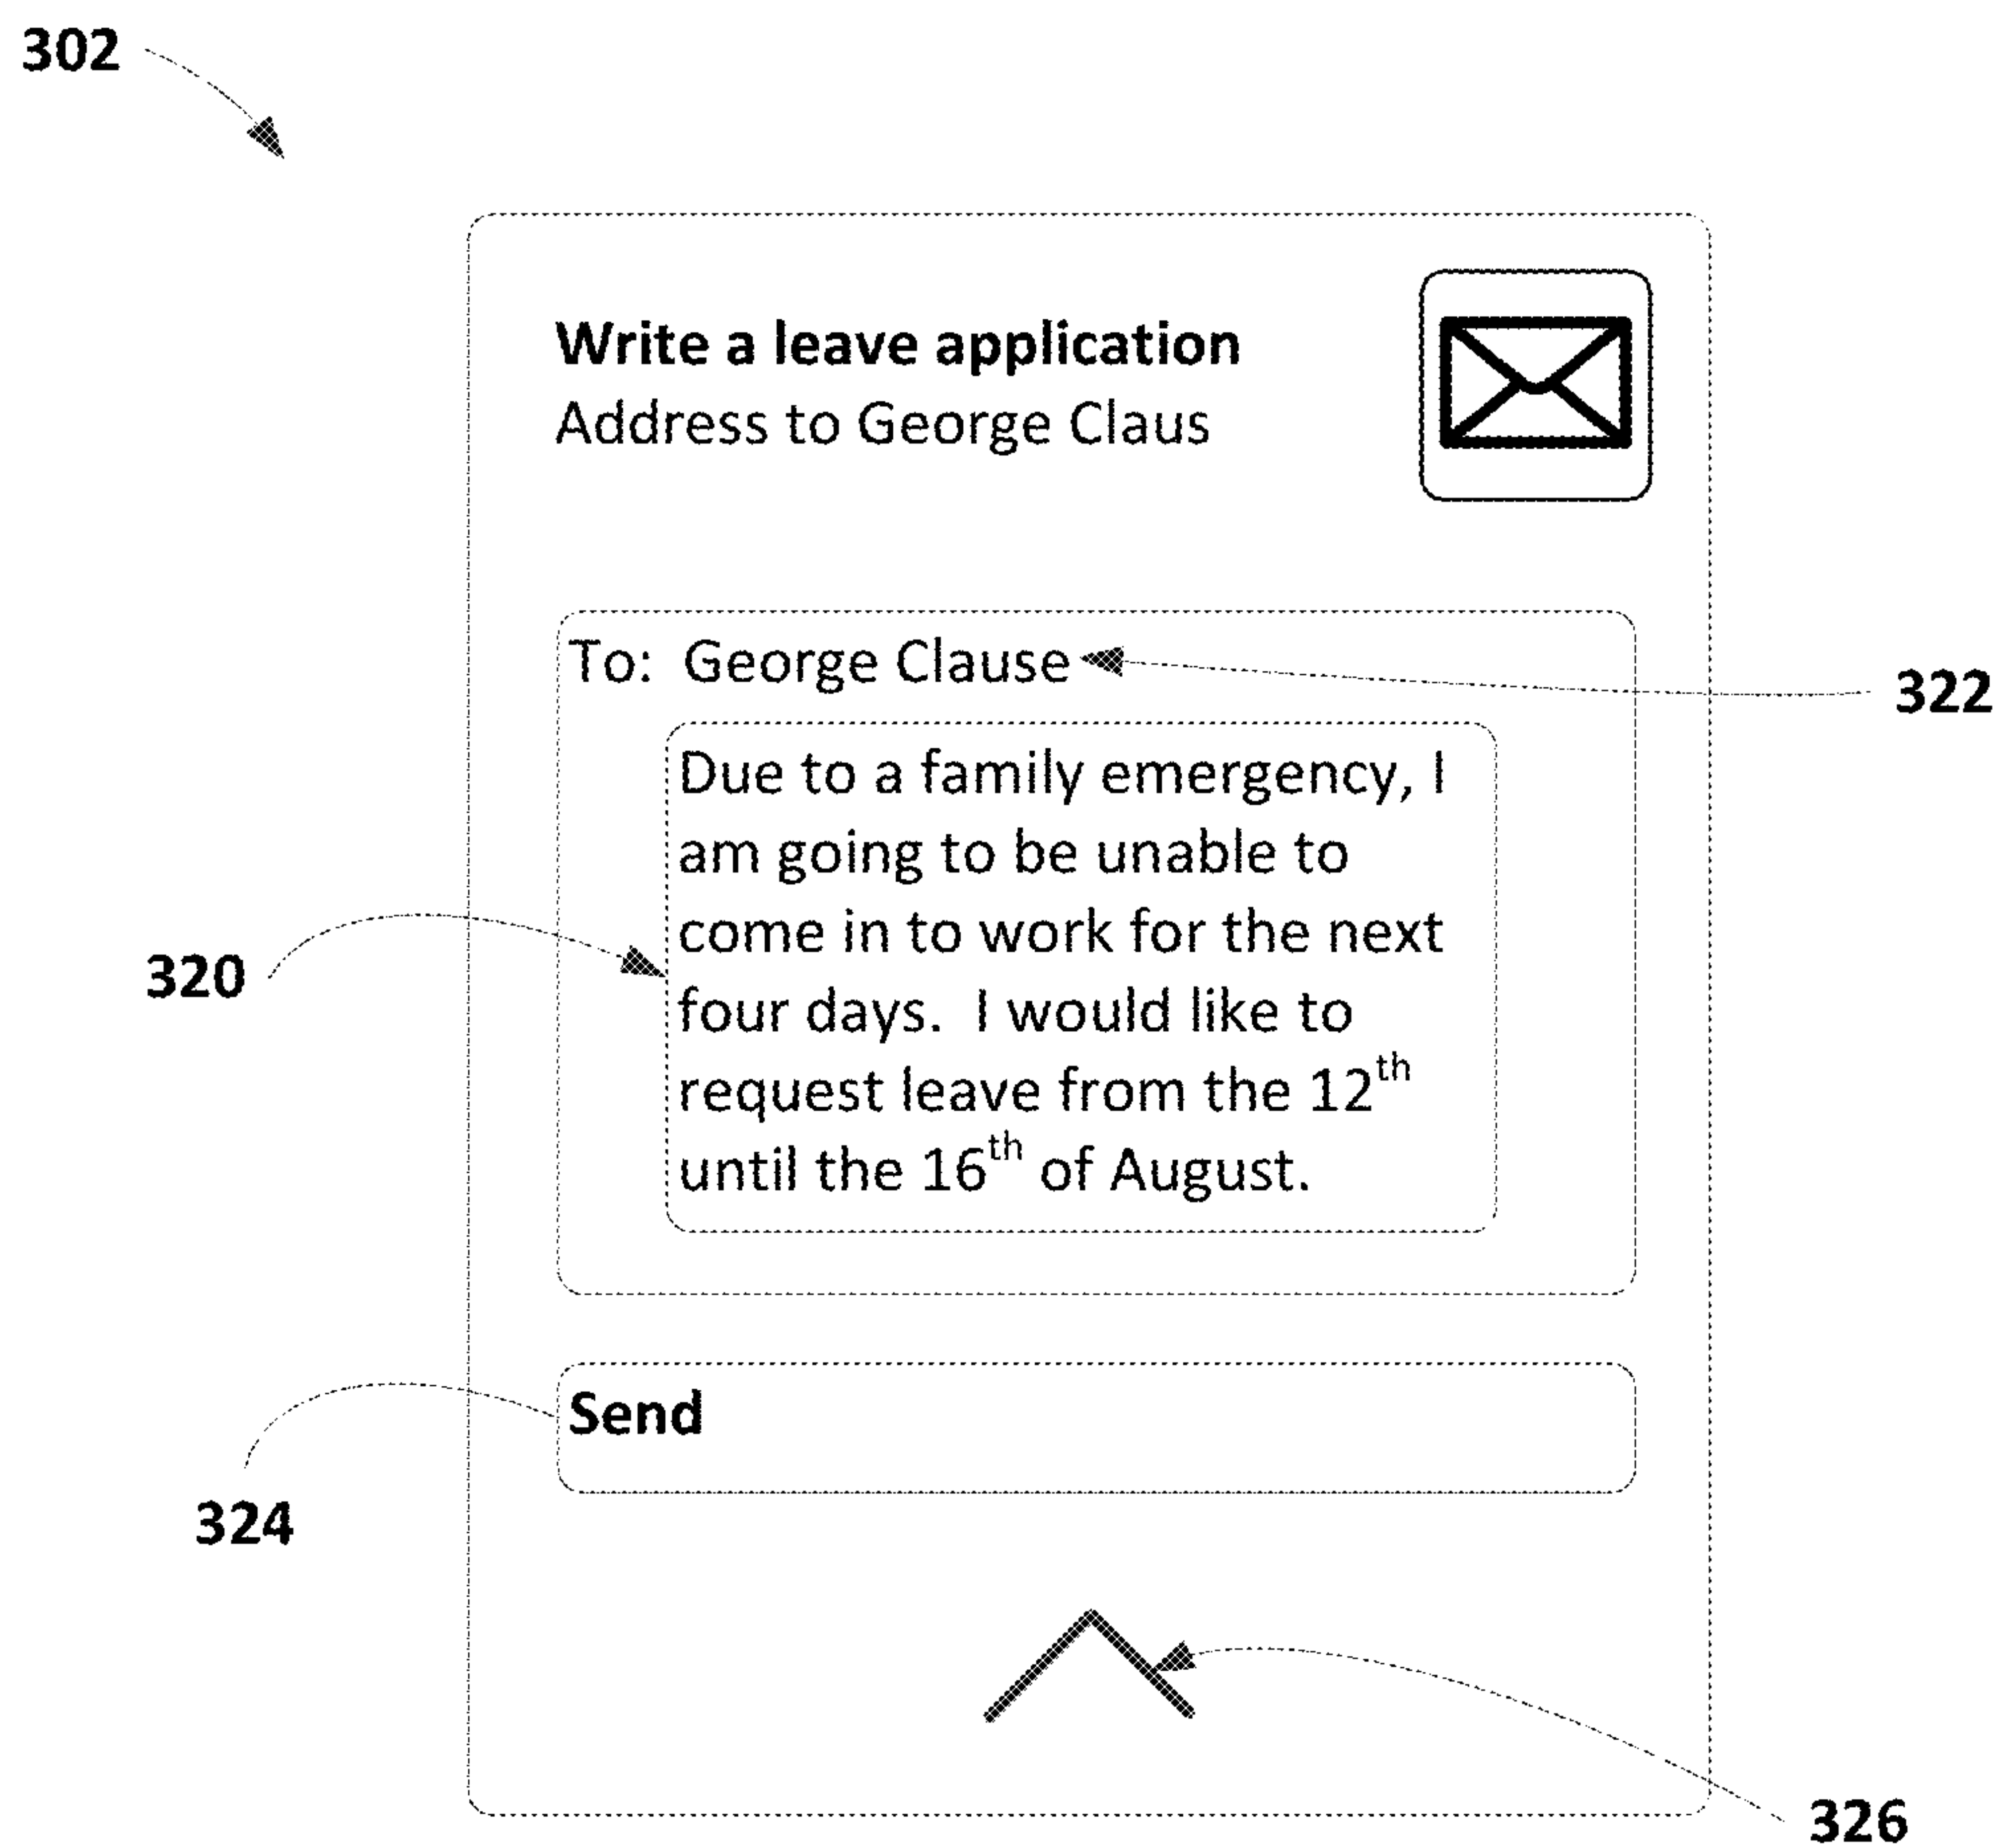 302
Write a leave application
Address to George Claus
To: George Clause
322
Due to a family emergency, I
am going to be unable to
come in to work for the next
320
four days. I would like to
request leave from the 12th
until the 16th of August.
Send
324
326